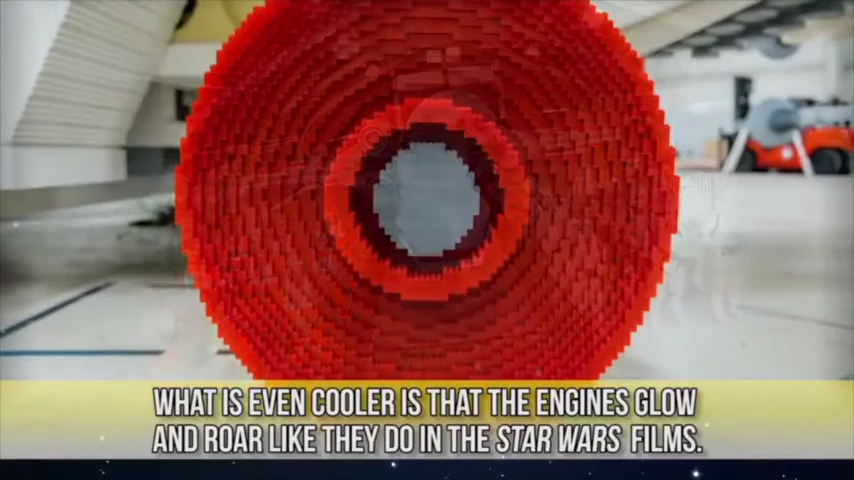 WHAT IS EVEN COOLER IS THAT THE ENGINES GLOW
AND ROAR LIKE THEY DO IN THE STAR WARS FILMS.